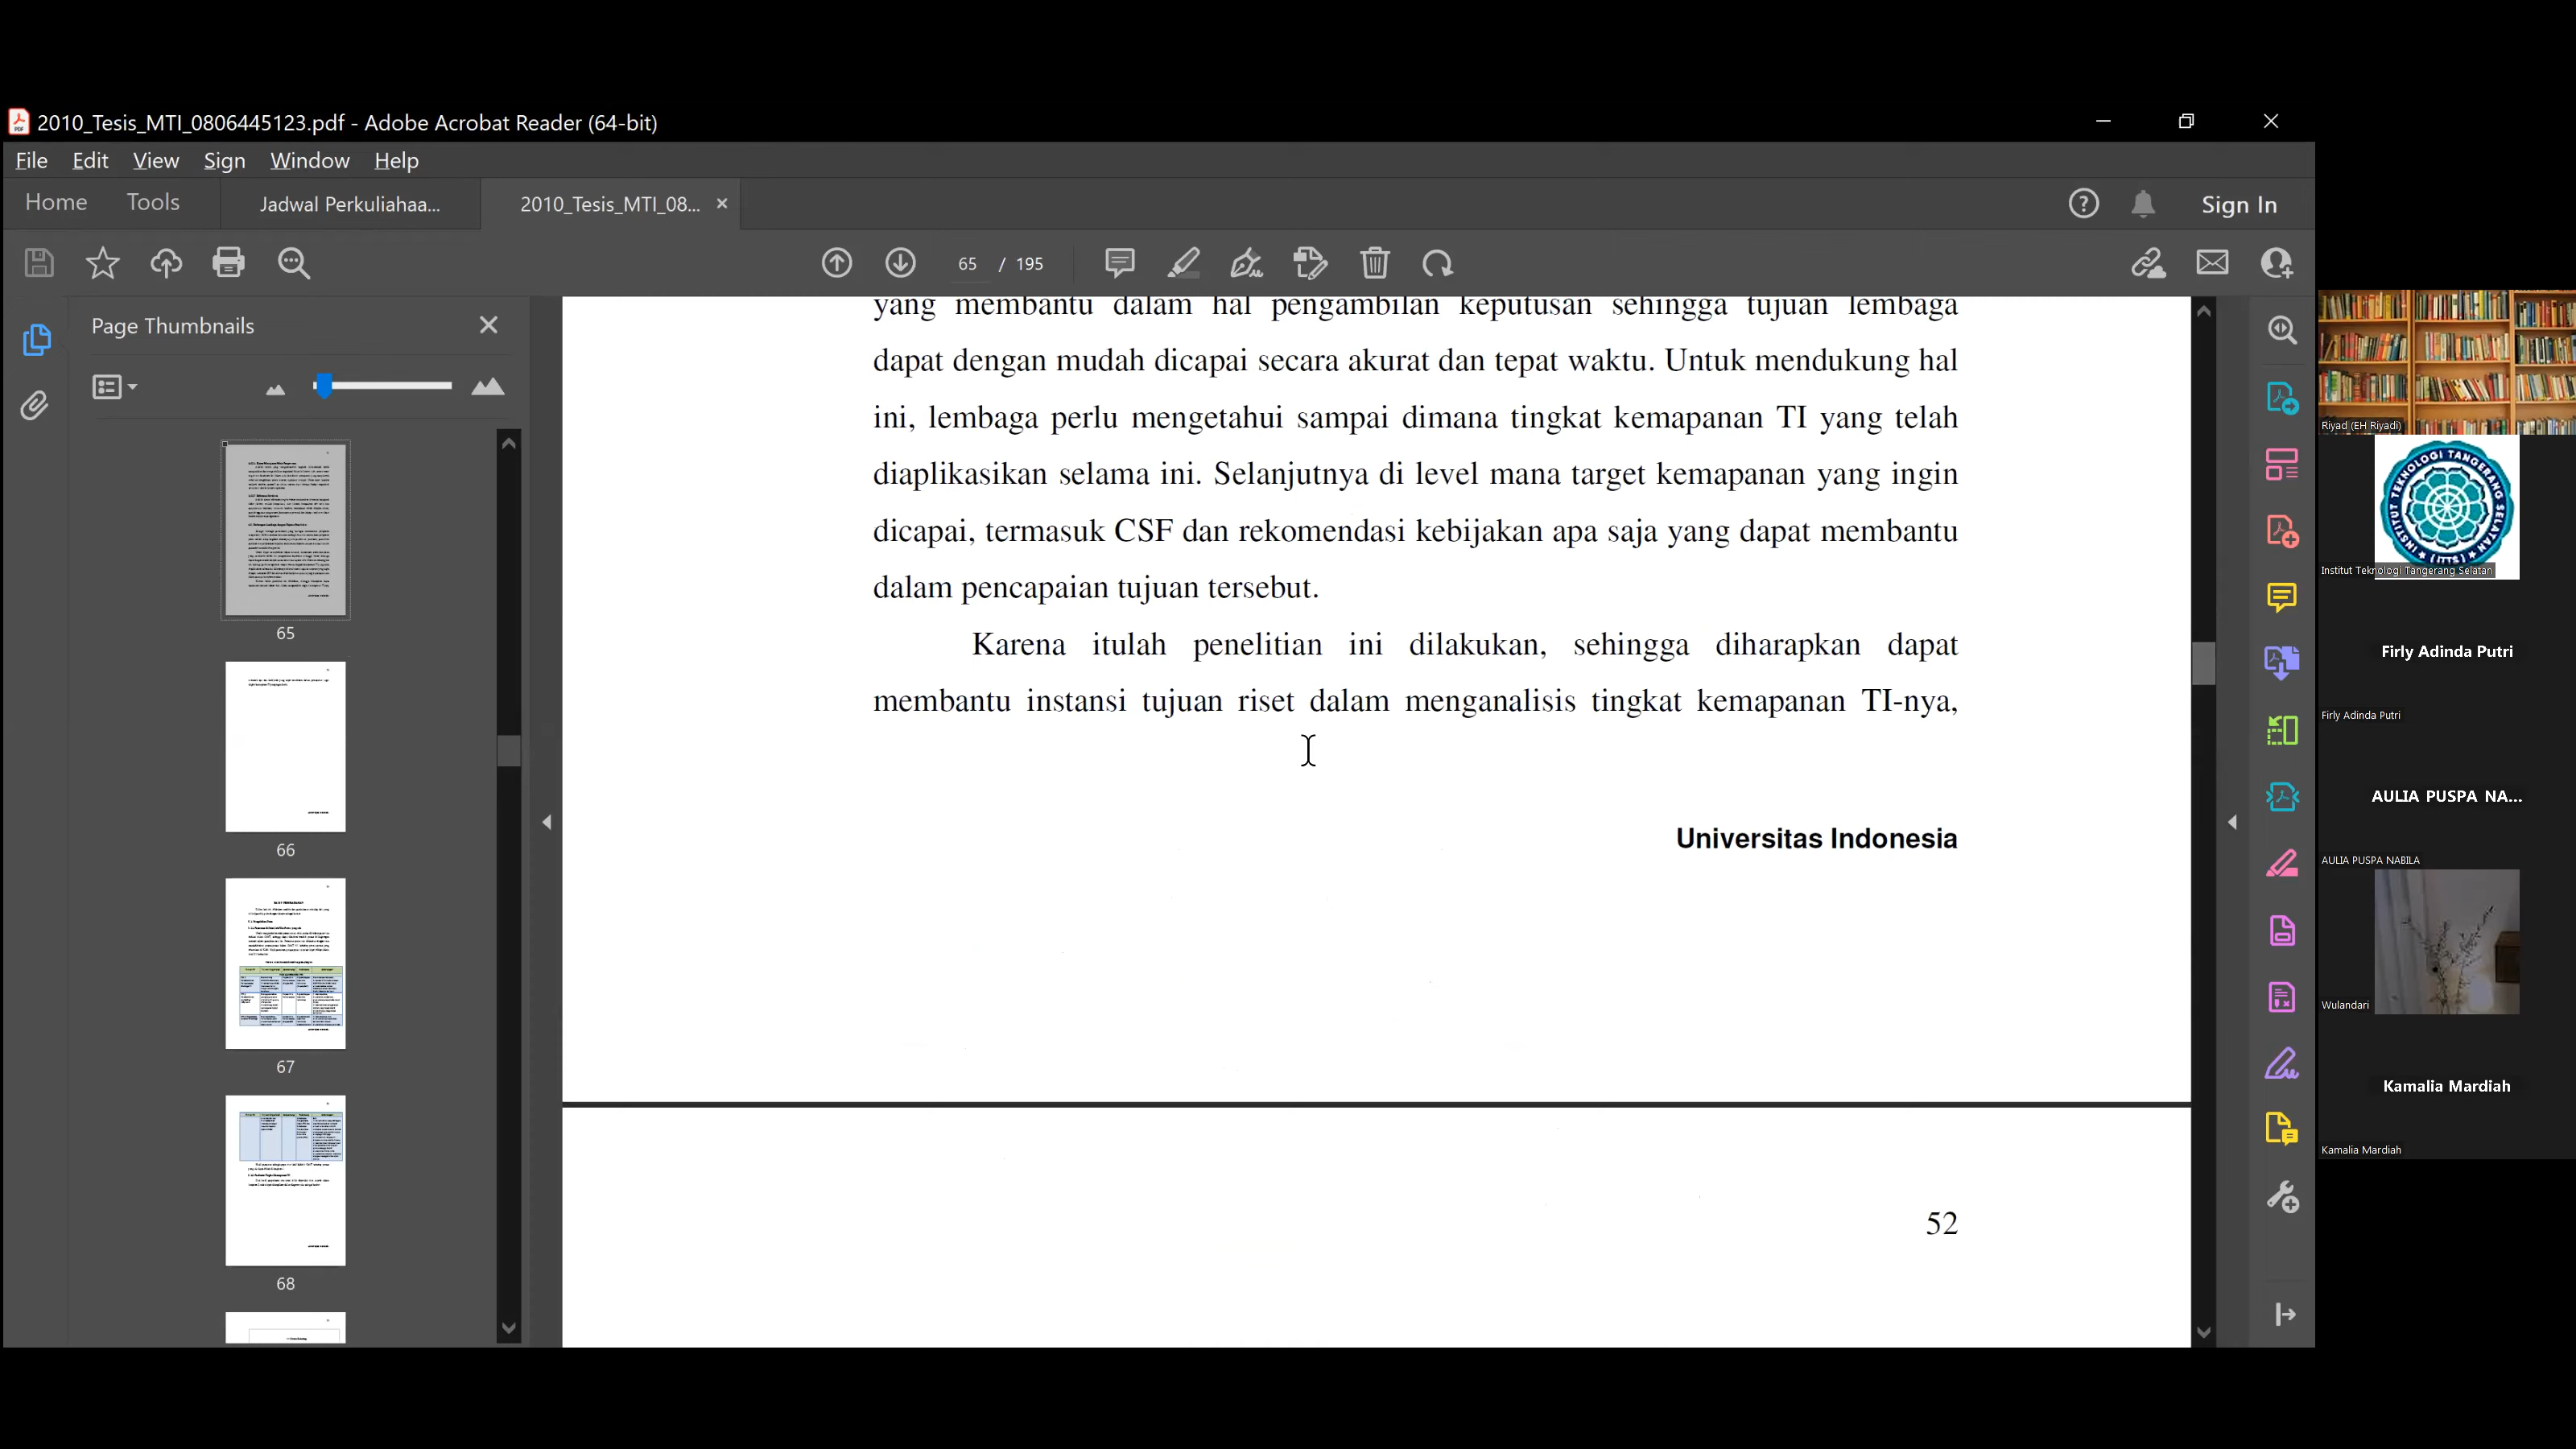 2010_Tesis_MTI_0806445123.pdf - Adobe Acrobat Reader (64-bit)
File Edit View Sign Window Help
Home Tools Jadwal Perkuliahaa... 2010_Tesis_MTI_08... Sign In
65 / 195
Page Thumbnails
65
66
67
68
yang membantu dalam hal pengambilan keputusan sehingga tujuan lembaga
dapat dengan mudah dicapai secara akurat dan tepat waktu. Untuk mendukung hal
ini, lembaga perlu mengetahui sampai dimana tingkat kemapanan TI yang telah
diaplikasikan selama ini. Selanjutnya di level mana target kemapanan yang ingin
dicapai, termasuk CSF dan rekomendasi kebijakan apa saja yang dapat membantu
dalam pencapaian tujuan tersebut.
Karena itulah penelitian ini dilakukan, sehingga diharapkan dapat
membantu instansi tujuan riset dalam menganalisis tingkat kemapanan TI-nya,
Universitas Indonesia
52
Riyad (EH Riyadi)
INSTITUT TEKNOLOGI TANGERANG SELATAN
(ITTS)
Institut Teknologi Tangerang Selatan
Firly Adinda Putri
Firly Adinda Putri
AULIA PUSPA NA...
AULIA PUSPA NABILA
Wulandari
Kamalia Mardiah
Kamalia Mardiah